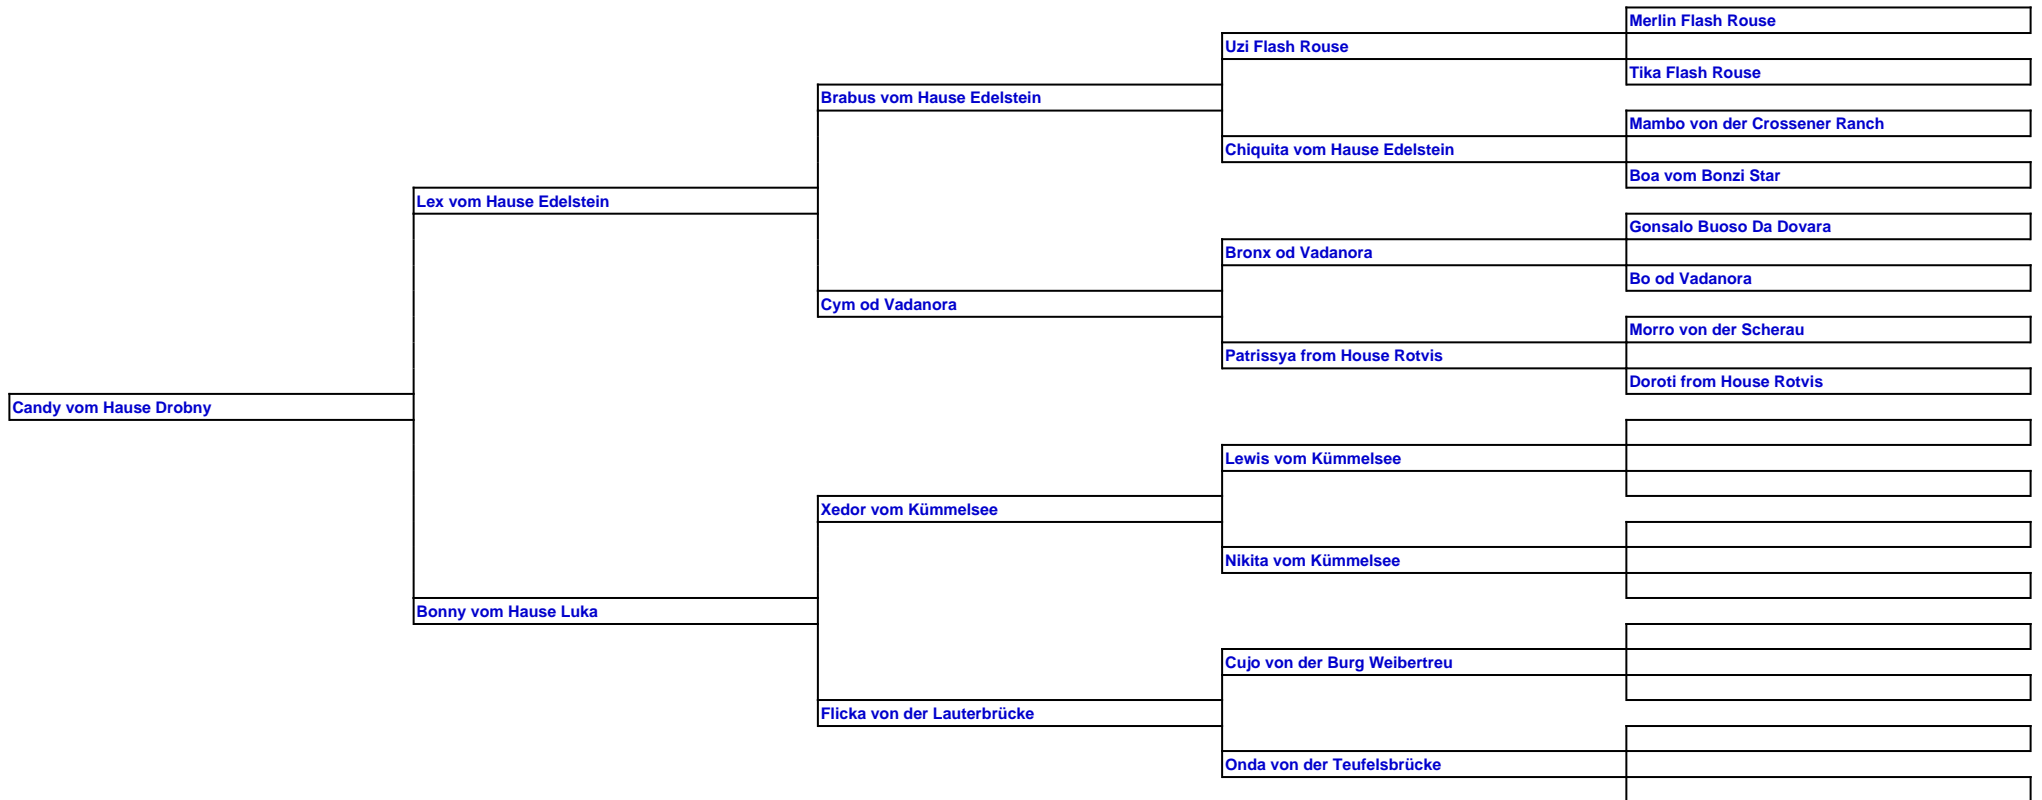 Merlin Flash Rouse
Uzi Flash Rouse
Tika Flash Rouse
Brabus vom Hause Edelstein
Mambo von der Crossener Ranch
Chiquita vom Hause Edelstein
Boa vom Bonzi Star
Lex vom Hause Edelstein
Gonsalo Buoso Da Dovara
Bronx od Vadanora
Bo od Vadanora
Cym od Vadanora
Morro von der Scherau
Patrissya from House Rotvis
Doroti from House Rotvis
Candy vom Hause Drobny
Lewis vom Kümmelsee
Xedor vom Kümmelsee
Nikita vom Kümmelsee
Bonny vom Hause Luka
Cujo von der Burg Weibertreu
Flicka von der Lauterbrücke
Onda von der Teufelsbrücke